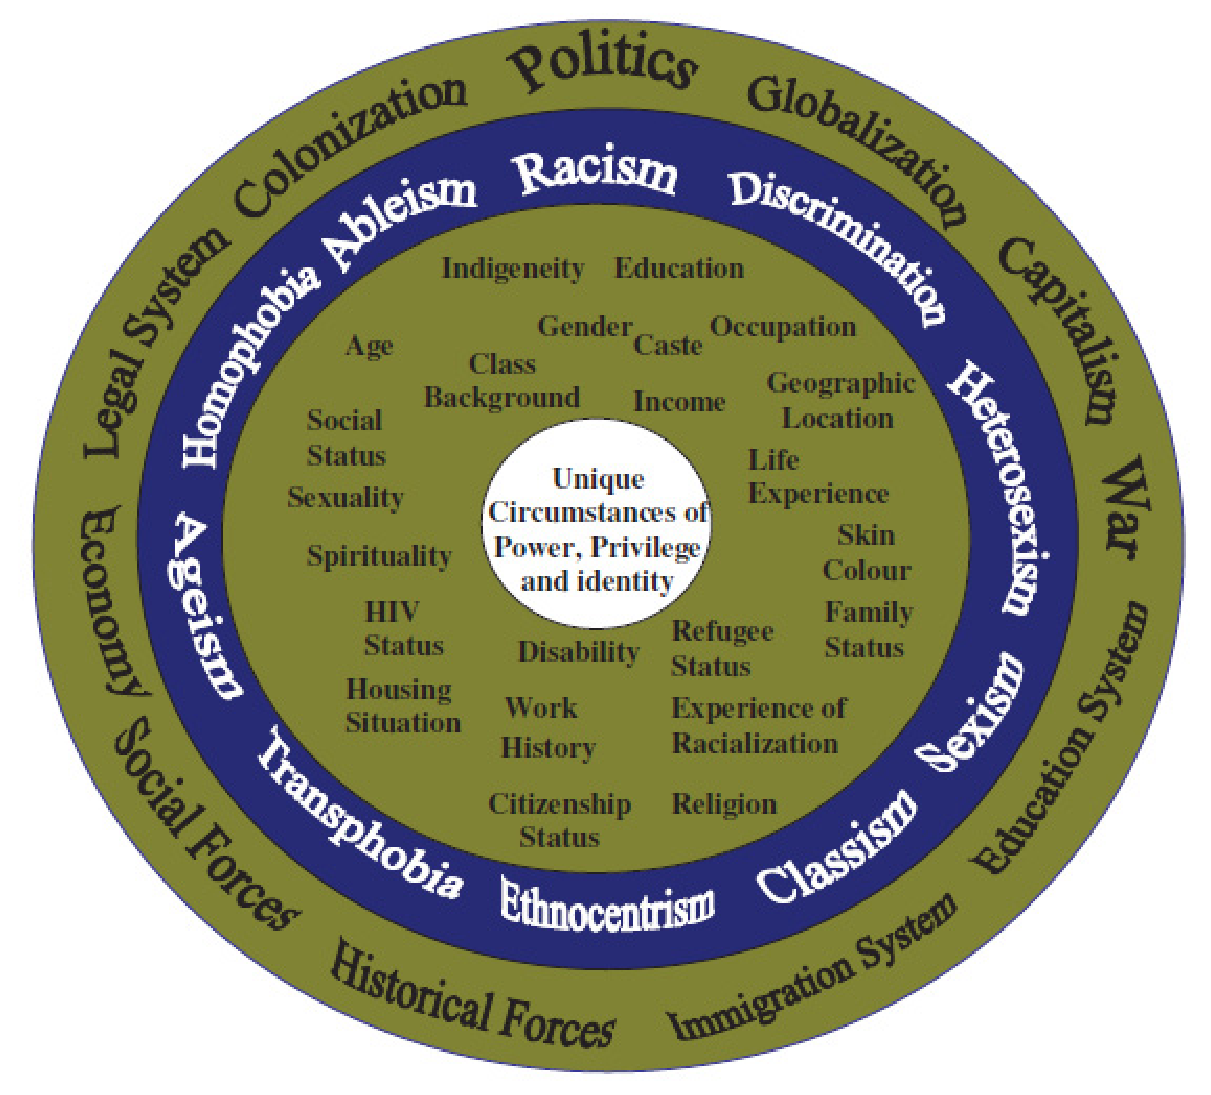 Politics
Globalization
Capitalism
War
Education System
Immigration System
Historical Forces
Social Forces
Economy
Legal System
Colonization
Racism
Discrimination
Heterosexism
Sexism
Classism
Ethnocentrism
Transphobia
Ageism
Homophobia
Ableism
Indigeneity
Education
Age
Gender
Caste
Occupation
Class
Background
Income
Geographic
Location
Social
Status
Life
Experience
Sexuality
Skin
Colour
Spirituality
HIV
Status
Disability
Refugee
Status
Family
Status
Housing
Situation
Work
History
Experience of
Racialization
Citizenship
Status
Religion
Unique
Circumstances of
Power, Privilege
and identity